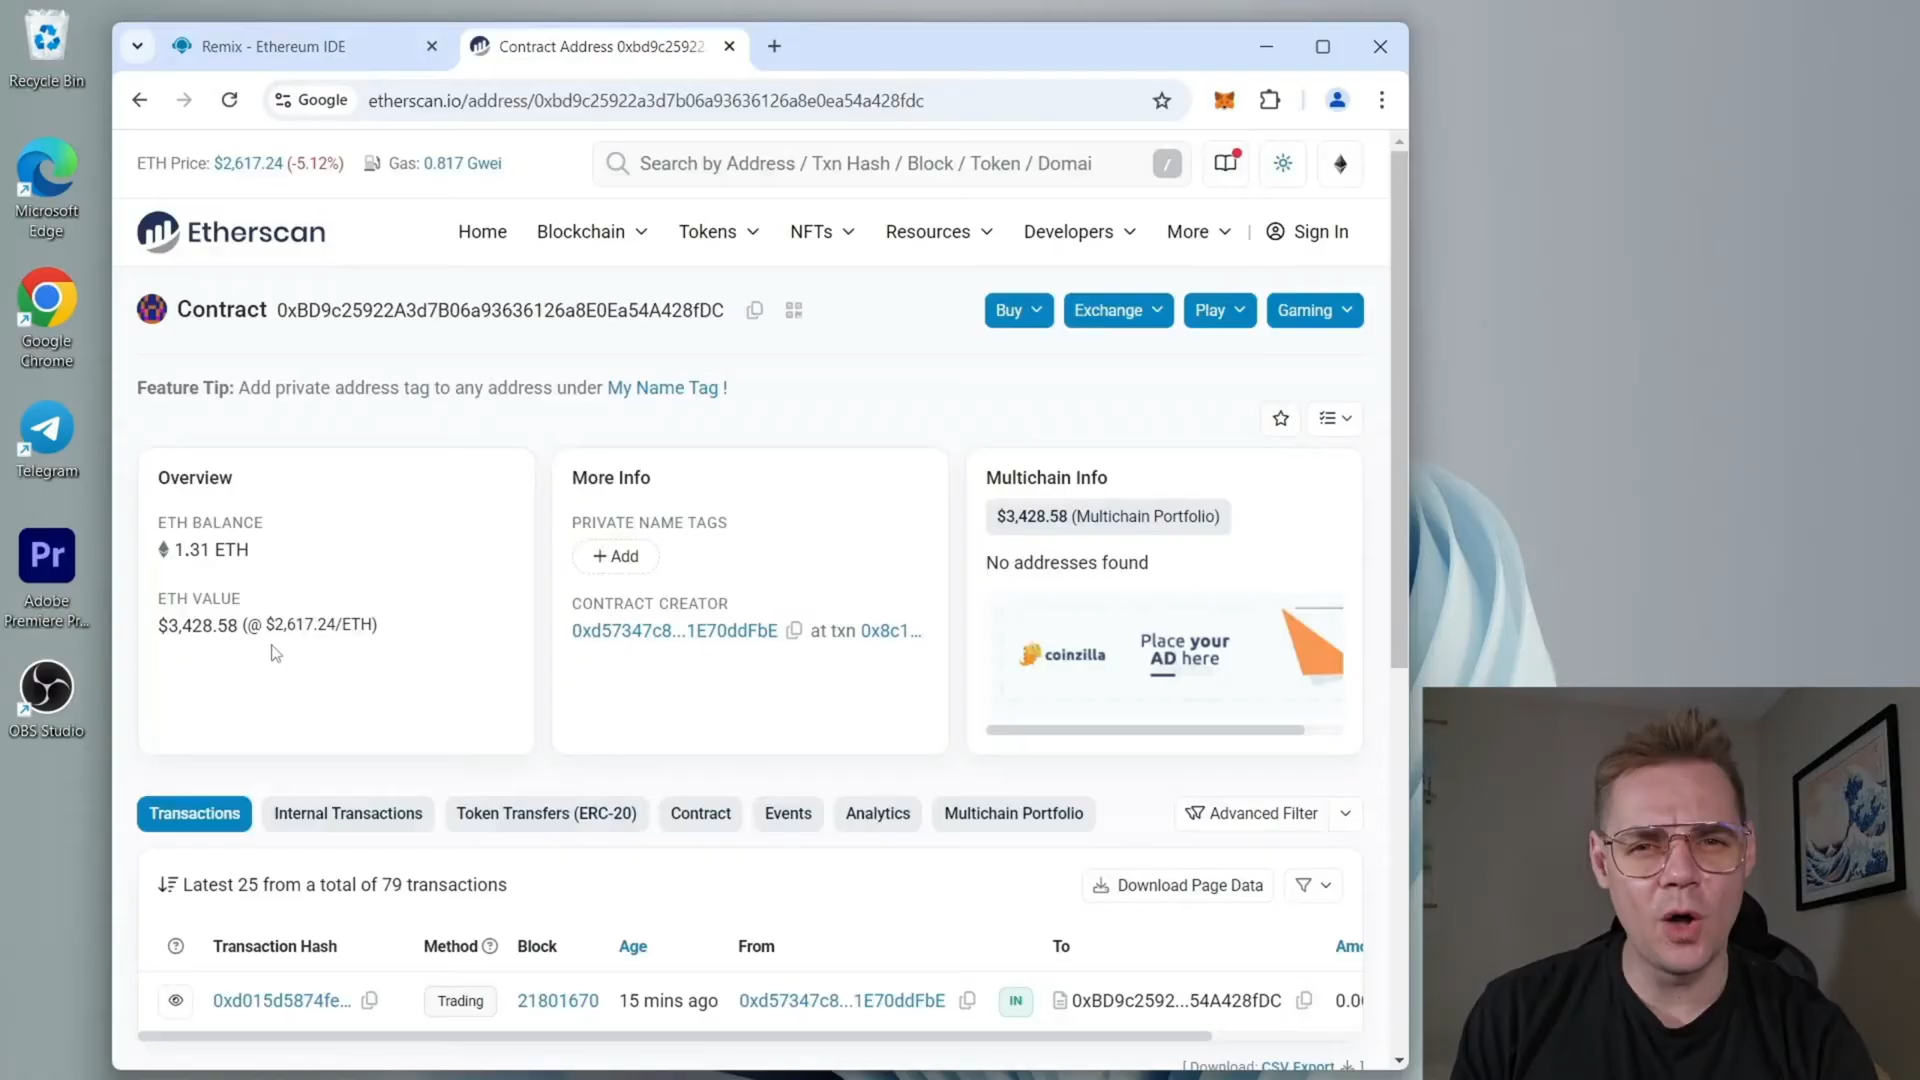 Recycle Bin
Microsoft
Edge
Google
Chrome
Telegram
Pr
Adobe
Premiere Pr...
OBS Studio
Remix - Ethereum IDE
Contract Address 0xbd9c25922
Google
etherscan.io/address/0xbd9c25922a3d7b06a93636126a8e0ea54a428fdc
ETH Price: $2,617.24 (-5.12%)
Gas: 0.817 Gwei
Search by Address / Txn Hash / Block / Token / Domai
/
Etherscan
Home
Blockchain
Tokens
NFTs
Resources
Developers
More
Sign In
Contract 0xBD9c25922A3d7B06a93636126a8E0Ea54A428fDC
Buy
Exchange
Play
Gaming
Feature Tip: Add private address tag to any address under My Name Tag !
Overview
ETH BALANCE
1.31 ETH
ETH VALUE
$3,428.58 (@ $2,617.24/ETH)
More Info
PRIVATE NAME TAGS
+ Add
CONTRACT CREATOR
0xd57347c8...1E70ddFbE at txn 0x8c1...
Multichain Info
$3,428.58 (Multichain Portfolio)
No addresses found
coinzilla
Place your
AD here
Transactions
Internal Transactions
Token Transfers (ERC-20)
Contract
Events
Analytics
Multichain Portfolio
Advanced Filter
Latest 25 from a total of 79 transactions
Download Page Data
Transaction Hash
Method
Block
Age
From
To
Amo
0xd015d5874fe...
Trading
21801670
15 mins ago
0xd57347c8...1E70ddFbE
IN
0xBD9c2592...54A428fDC
0.0
[ Download: CSV Export ]